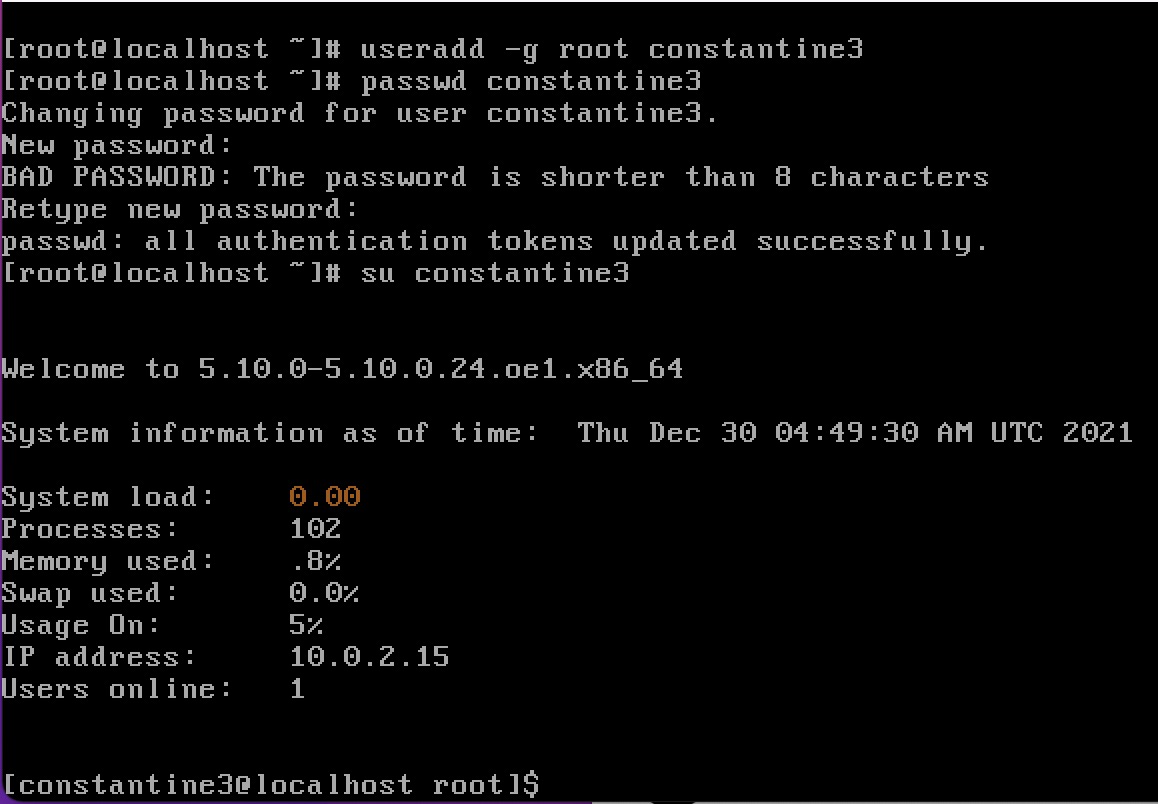 [root@localhost ~]# useradd -g root constantine3
[root@localhost ~]# passwd constantine3
Changing password for user constantine3.
New password:
BAD PASSWORD: The password is shorter than 8 characters
Retype new password:
passwd: all authentication tokens updated successfully.
[root@localhost ~]# su constantine3
Welcome to 5.10.0-5.10.0.24.oe1.x86_64
System information as of time:  Thu Dec 30 04:49:30 AM UTC 2021
System load:    0.00
Processes:      102
Memory used:    .8%
Swap used:      0.0%
Usage On:       5%
IP address:     10.0.2.15
Users online:   1
[constantine3@localhost root]$